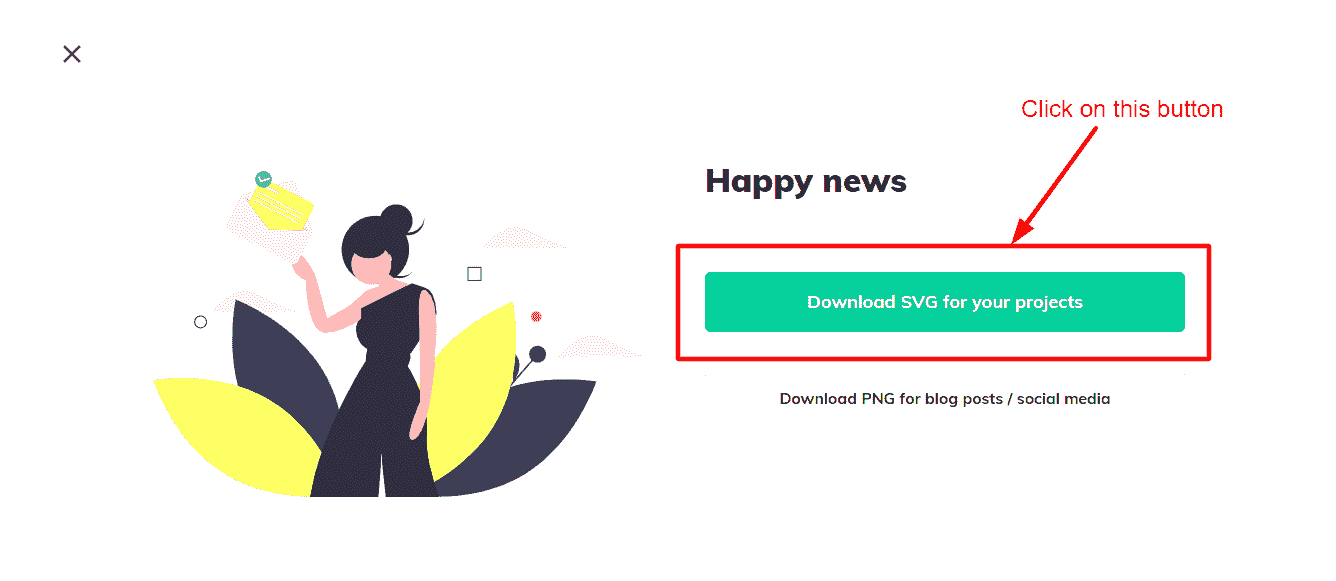 Click on this button
Happy news
Download SVG for your projects
Download PNG for blog posts / social media